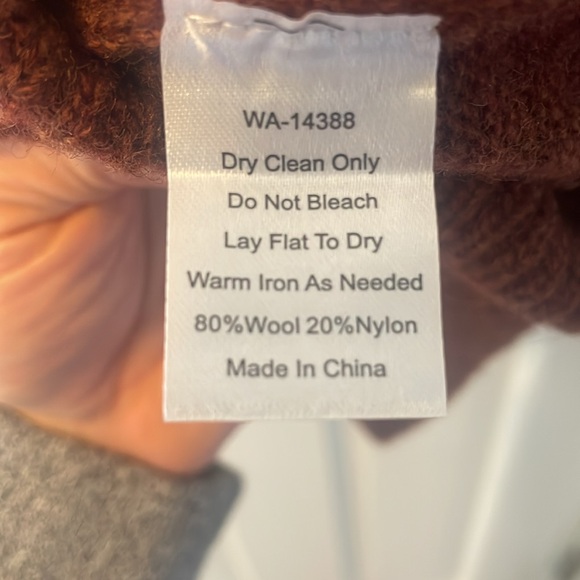 WA-14388
Dry Clean Only
Do Not Bleach
Lay Flat To Dry
Warm Iron As Needed
80%Wool 20%Nylon
Made In China